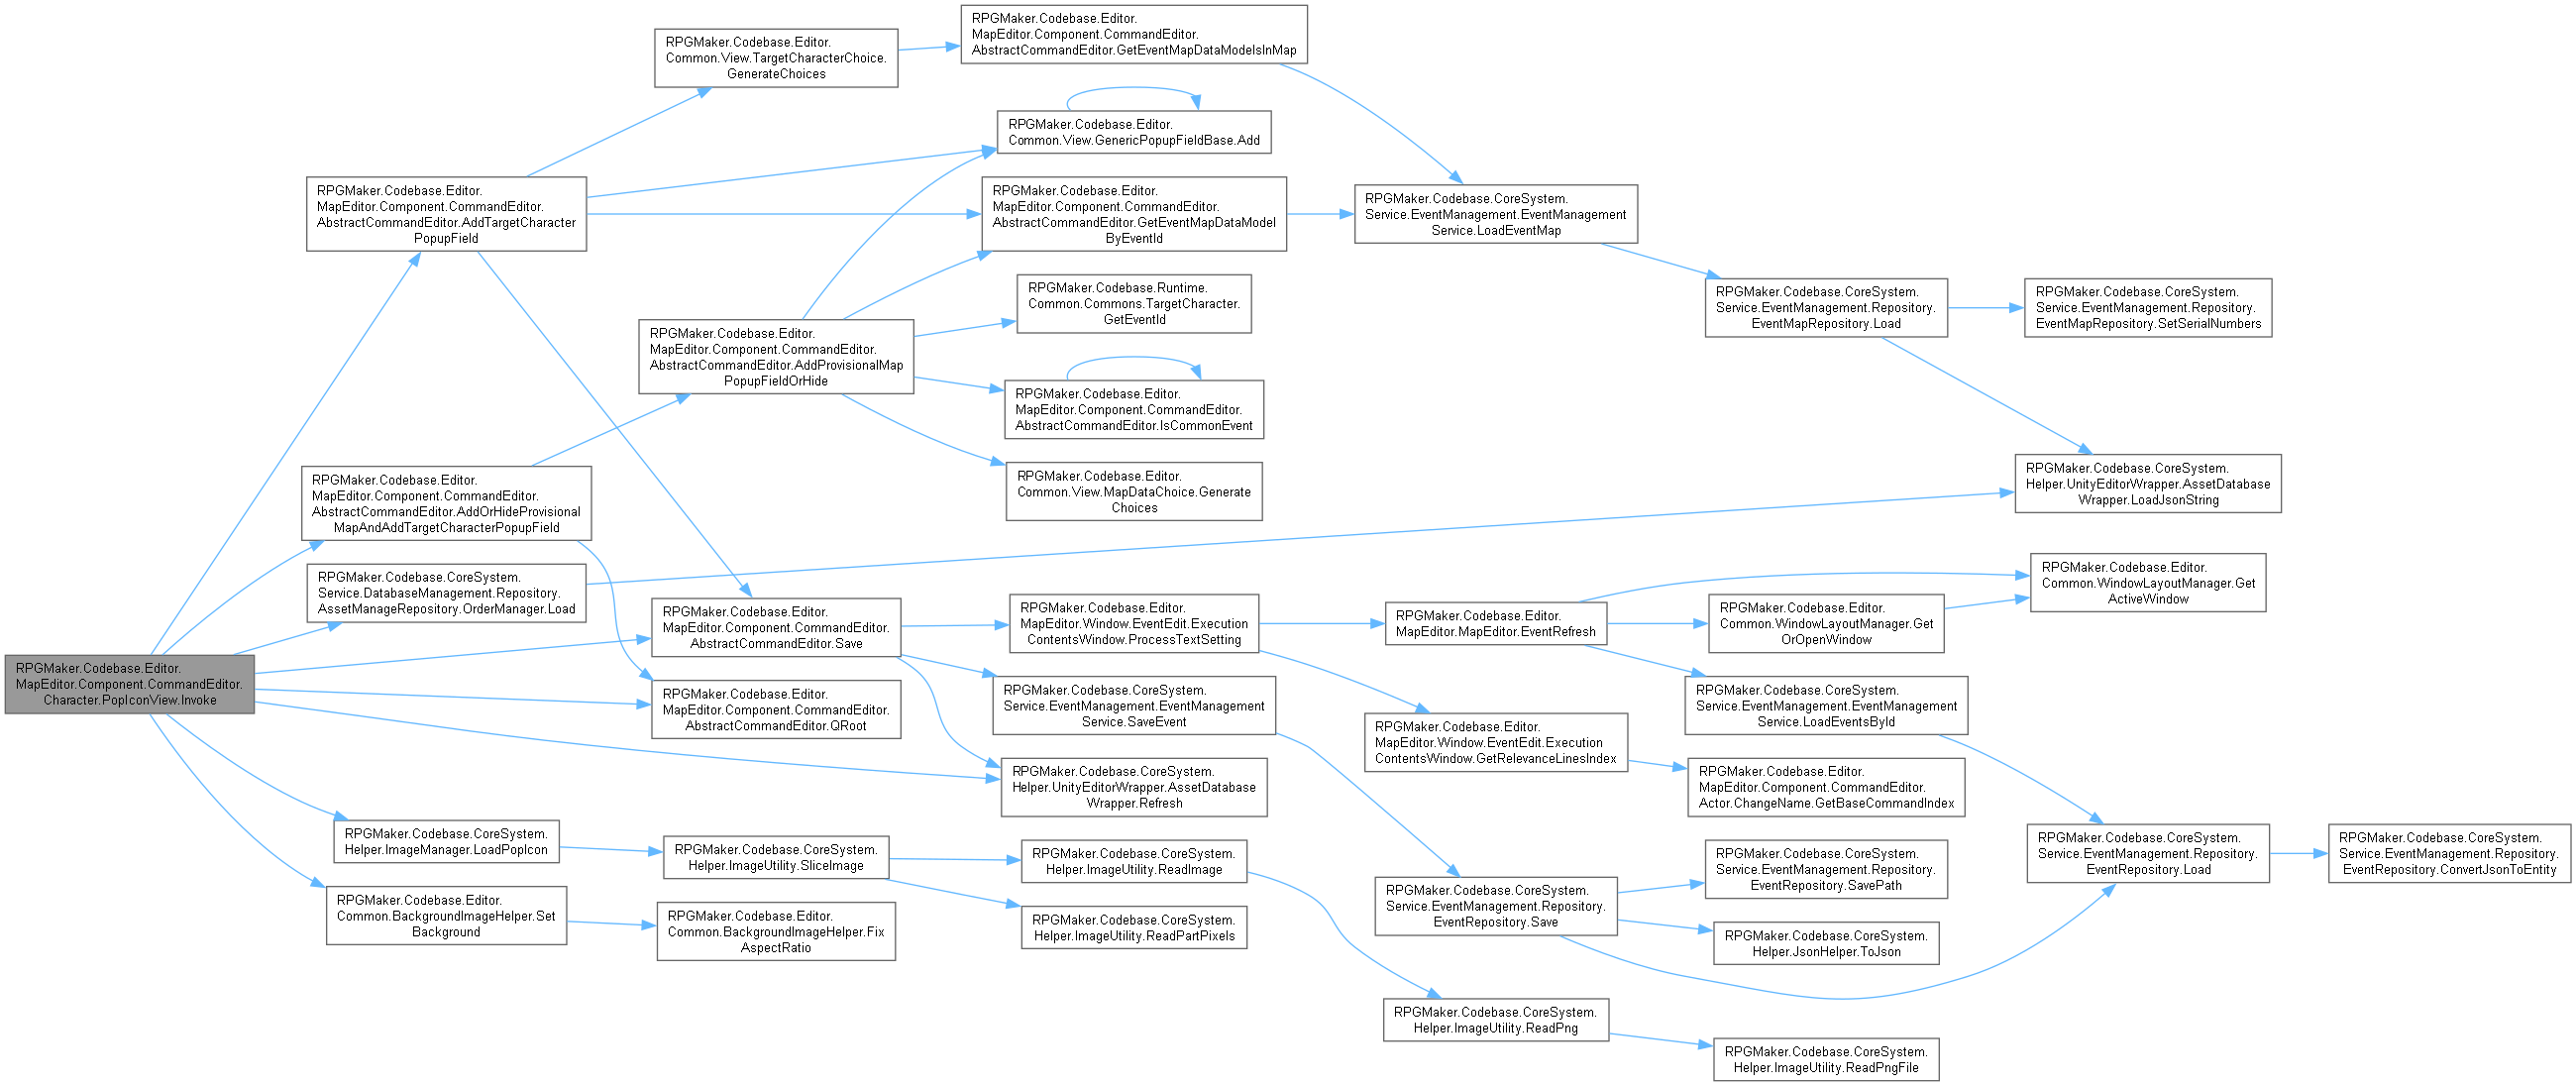 RPGMaker.Codebase.Editor.
MapEditor.Component.CommandEditor.
Character.PopIconView.Invoke
RPGMaker.Codebase.Editor.
MapEditor.Component.CommandEditor.
AbstractCommandEditor.AddTargetCharacter
PopupField
RPGMaker.Codebase.Editor.
MapEditor.Component.CommandEditor.
AbstractCommandEditor.AddOrHideProvisional
MapAndAddTargetCharacterPopupField
RPGMaker.Codebase.CoreSystem.
Service.DatabaseManagement.Repository.
AssetManageRepository.OrderManager.Load
RPGMaker.Codebase.CoreSystem.
Helper.ImageManager.LoadPopIcon
RPGMaker.Codebase.Editor.
Common.BackgroundImageHelper.Set
Background
RPGMaker.Codebase.Editor.
Common.View.TargetCharacterChoice.
GenerateChoices
RPGMaker.Codebase.Editor.
MapEditor.Component.CommandEditor.
AbstractCommandEditor.AddProvisionalMap
PopupFieldOrHide
RPGMaker.Codebase.Editor.
MapEditor.Component.CommandEditor.
AbstractCommandEditor.Save
RPGMaker.Codebase.Editor.
MapEditor.Component.CommandEditor.
AbstractCommandEditor.QRoot
RPGMaker.Codebase.CoreSystem.
Helper.ImageUtility.SliceImage
RPGMaker.Codebase.Editor.
Common.BackgroundImageHelper.Fix
AspectRatio
RPGMaker.Codebase.Editor.
MapEditor.Component.CommandEditor.
AbstractCommandEditor.GetEventMapDataModelsInMap
RPGMaker.Codebase.Editor.
Common.View.GenericPopupFieldBase.Add
RPGMaker.Codebase.Editor.
MapEditor.Component.CommandEditor.
AbstractCommandEditor.GetEventMapDataModel
ByEventId
RPGMaker.Codebase.Runtime.
Common.Commons.TargetCharacter.
GetEventId
RPGMaker.Codebase.Editor.
MapEditor.Component.CommandEditor.
AbstractCommandEditor.IsCommonEvent
RPGMaker.Codebase.Editor.
Common.View.MapDataChoice.Generate
Choices
RPGMaker.Codebase.Editor.
MapEditor.Window.EventEdit.Execution
ContentsWindow.ProcessTextSetting
RPGMaker.Codebase.CoreSystem.
Service.EventManagement.EventManagement
Service.SaveEvent
RPGMaker.Codebase.CoreSystem.
Helper.UnityEditorWrapper.AssetDatabase
Wrapper.Refresh
RPGMaker.Codebase.CoreSystem.
Helper.ImageUtility.ReadImage
RPGMaker.Codebase.CoreSystem.
Helper.ImageUtility.ReadPartPixels
RPGMaker.Codebase.CoreSystem.
Service.EventManagement.EventManagement
Service.LoadEventMap
RPGMaker.Codebase.Editor.
MapEditor.MapEditor.EventRefresh
RPGMaker.Codebase.Editor.
MapEditor.Window.EventEdit.Execution
ContentsWindow.GetRelevanceLinesIndex
RPGMaker.Codebase.CoreSystem.
Service.EventManagement.Repository.
EventRepository.Save
RPGMaker.Codebase.CoreSystem.
Helper.ImageUtility.ReadPng
RPGMaker.Codebase.CoreSystem.
Service.EventManagement.Repository.
EventMapRepository.Load
RPGMaker.Codebase.Editor.
Common.WindowLayoutManager.Get
OrOpenWindow
RPGMaker.Codebase.CoreSystem.
Service.EventManagement.EventManagement
Service.LoadEventsById
RPGMaker.Codebase.Editor.
MapEditor.Component.CommandEditor.
Actor.ChangeName.GetBaseCommandIndex
RPGMaker.Codebase.CoreSystem.
Service.EventManagement.Repository.
EventRepository.SavePath
RPGMaker.Codebase.CoreSystem.
Helper.JsonHelper.ToJson
RPGMaker.Codebase.CoreSystem.
Helper.ImageUtility.ReadPngFile
RPGMaker.Codebase.CoreSystem.
Service.EventManagement.Repository.
EventMapRepository.SetSerialNumbers
RPGMaker.Codebase.CoreSystem.
Helper.UnityEditorWrapper.AssetDatabase
Wrapper.LoadJsonString
RPGMaker.Codebase.Editor.
Common.WindowLayoutManager.Get
ActiveWindow
RPGMaker.Codebase.CoreSystem.
Service.EventManagement.Repository.
EventRepository.Load
RPGMaker.Codebase.CoreSystem.
Service.EventManagement.Repository.
EventRepository.ConvertJsonToEntity